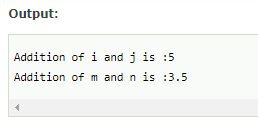 Output:
Addition of i and j is :5
Addition of m and n is :3.5